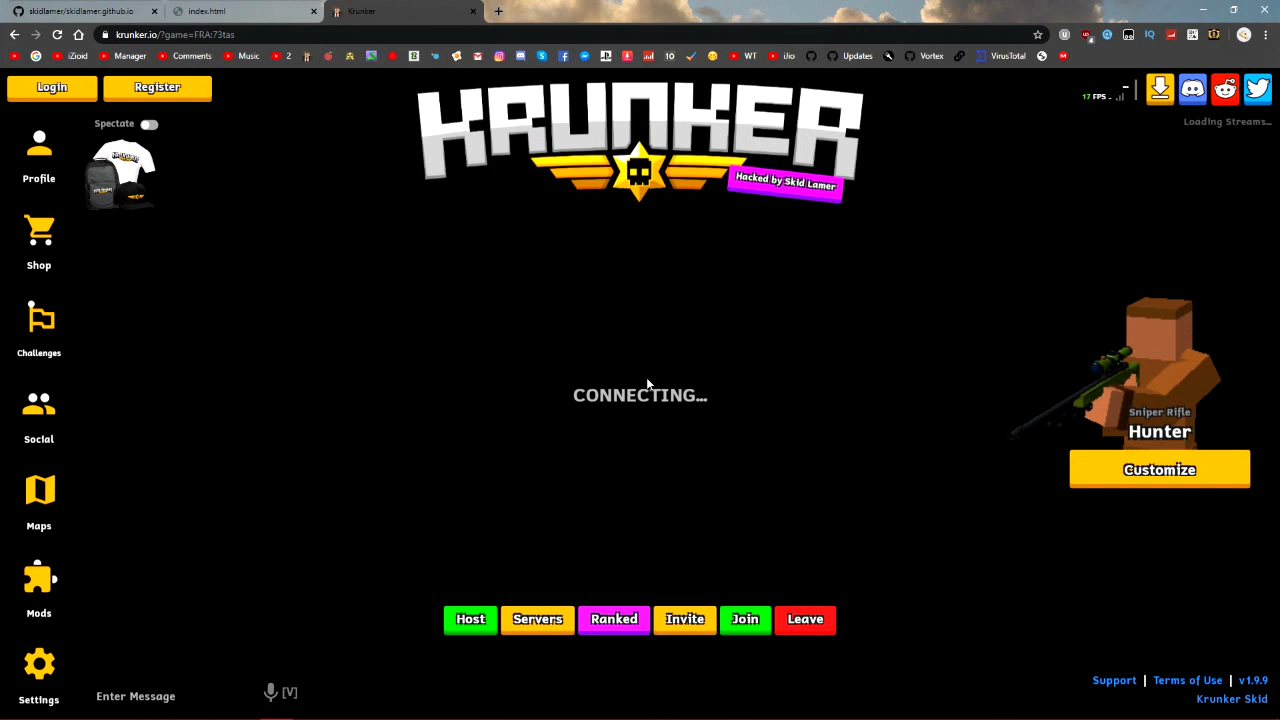 skidlamer/skidlamer.github.io
index.html
Krunker
krunker.io/?game=FRA:73tas
iZioid
Manager
Comments
Music
2
10
WT
ilio
Updates
Vortex
VirusTotal
Login
Register
KRUNKER
Hacked by Skid Lamer
17 FPS -
Loading Streams...
Spectate
Profile
Shop
Challenges
Social
Maps
Mods
Settings
CONNECTING...
Sniper Rifle
Hunter
Customize
Host
Servers
Ranked
Invite
Join
Leave
Enter Message
[V]
Support | Terms of Use | v1.9.9
Krunker Skid